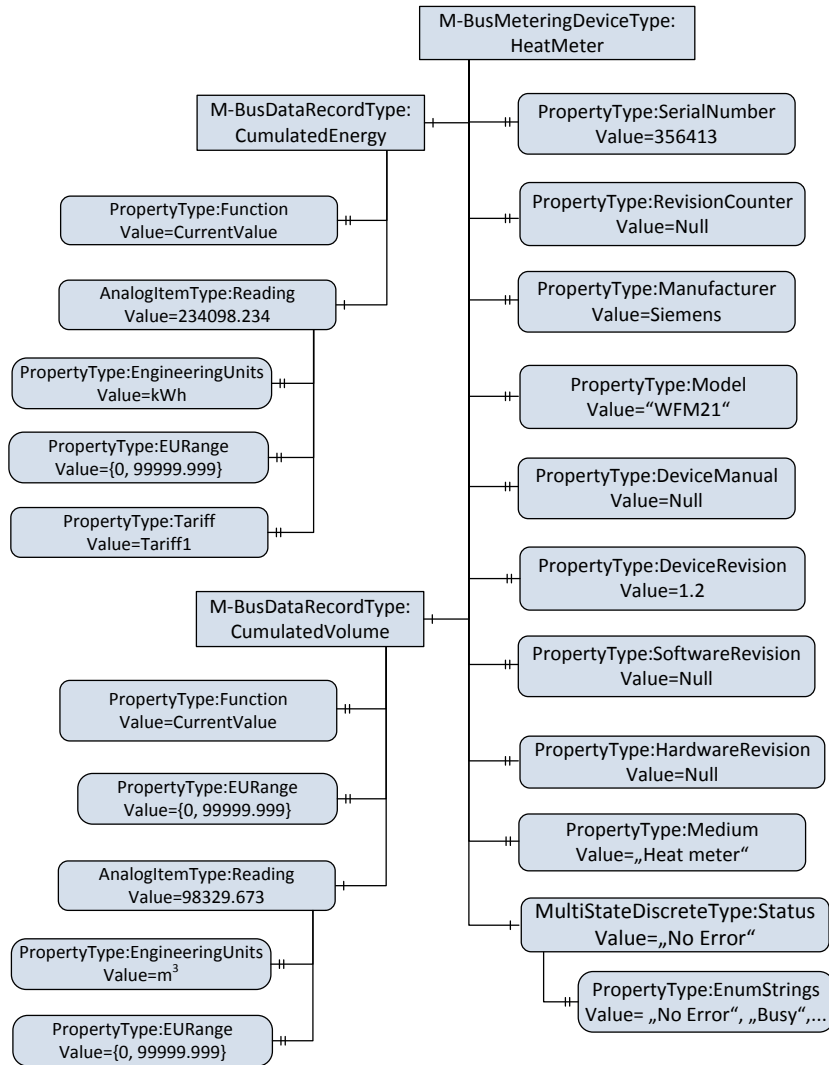 M-BusMeteringDeviceType:
HeatMeter
M-BusDataRecordType:
CumulatedEnergy
PropertyType:Function
Value=CurrentValue
AnalogItemType:Reading
Value=234098.234
PropertyType:EngineeringUnits
Value=kWh
PropertyType:EURange
Value={0, 99999.999}
PropertyType:Tariff
Value=Tariff1
M-BusDataRecordType:
CumulatedVolume
PropertyType:Function
Value=CurrentValue
PropertyType:EURange
Value={0, 99999.999}
AnalogItemType:Reading
Value=98329.673
PropertyType:EngineeringUnits
Value=m³
PropertyType:EURange
Value={0, 99999.999}
PropertyType:SerialNumber
Value=356413
PropertyType:RevisionCounter
Value=Null
PropertyType:Manufacturer
Value=Siemens
PropertyType:Model
Value=“WFM21“
PropertyType:DeviceManual
Value=Null
PropertyType:DeviceRevision
Value=1.2
PropertyType:SoftwareRevision
Value=Null
PropertyType:HardwareRevision
Value=Null
PropertyType:Medium
Value=„Heat meter“
MultiStateDiscreteType:Status
Value=„No Error“
PropertyType:EnumStrings
Value= „No Error“, „Busy“,...